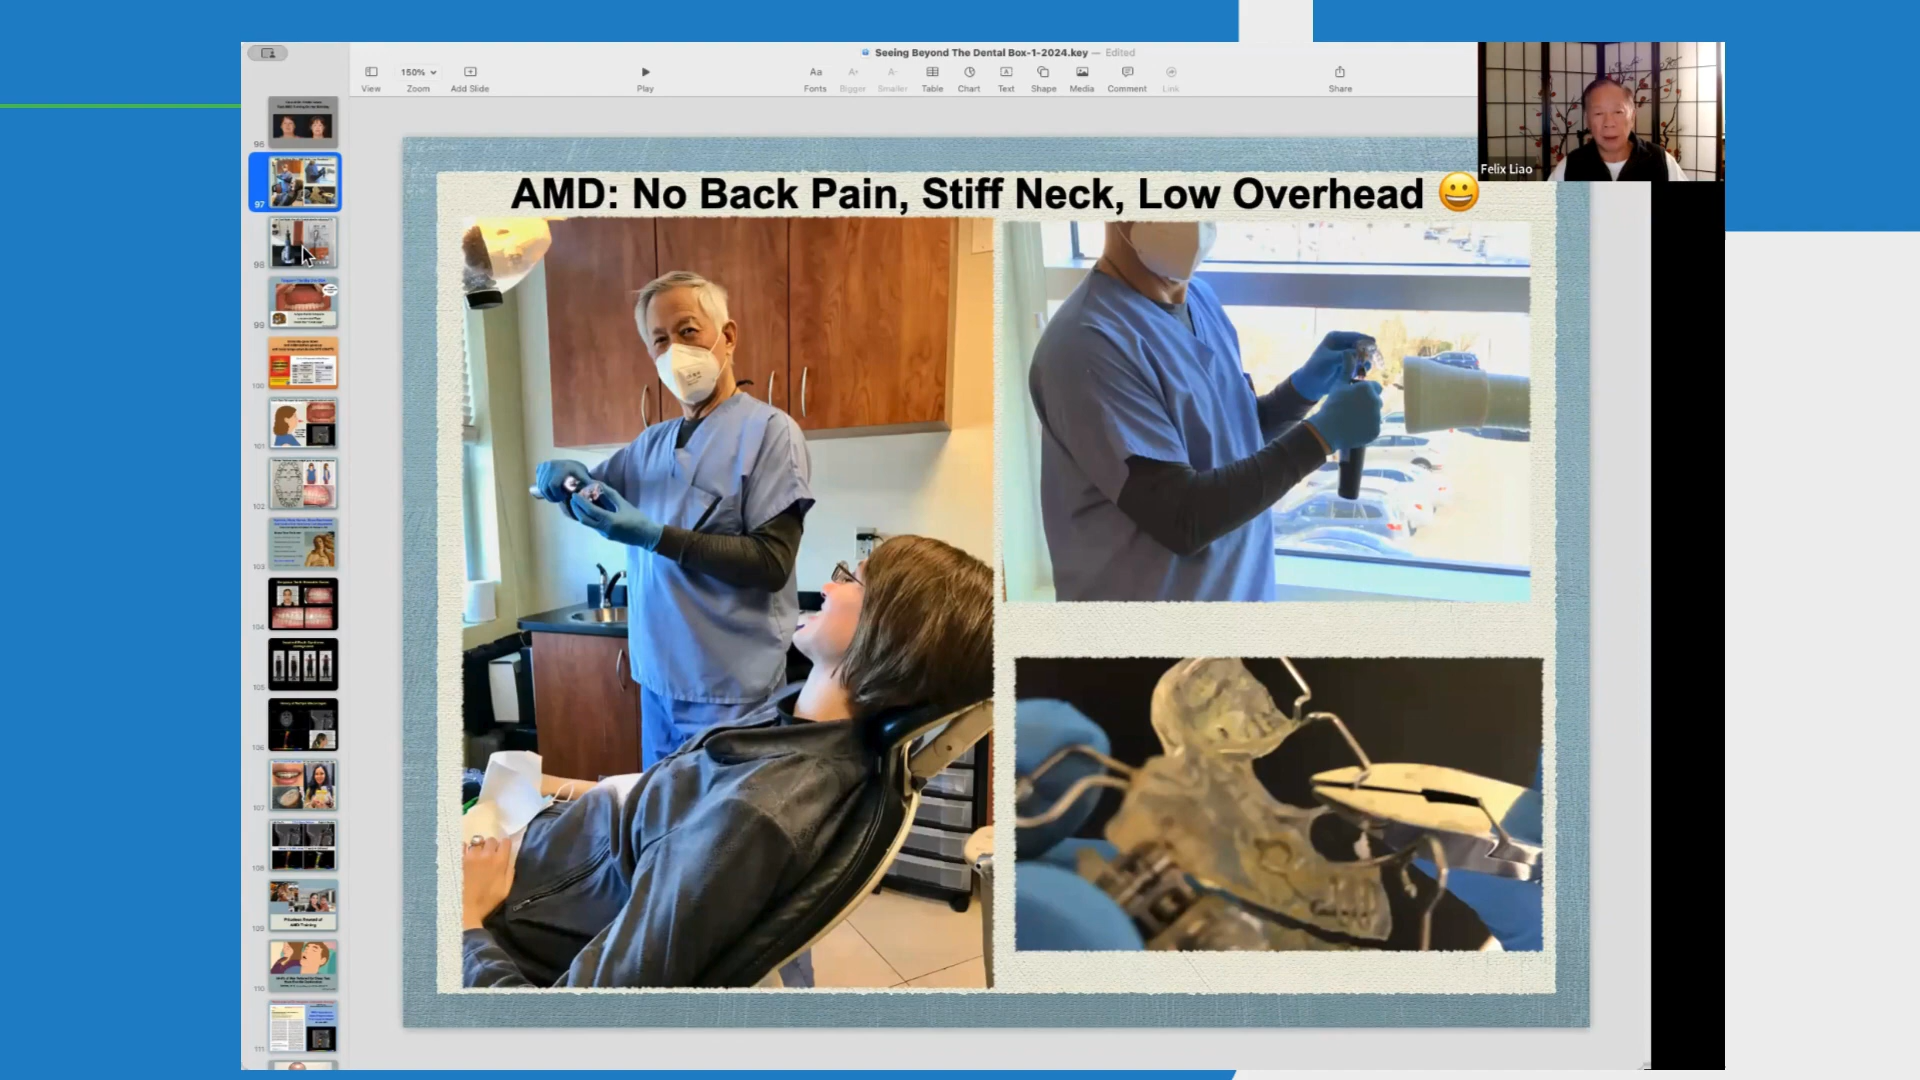 Seeing Beyond The Dental Box-1-2024.key — Edited
150%
View
Zoom
Add Slide
Play
Fonts
Bigger
Smaller
Table
Chart
Text
Shape
Media
Comment
Link
Share
Felix Liao
AMD: No Back Pain, Stiff Neck, Low Overhead 😀
96
97
98
99
100
101
102
103
104
105
106
107
108
109
110
111